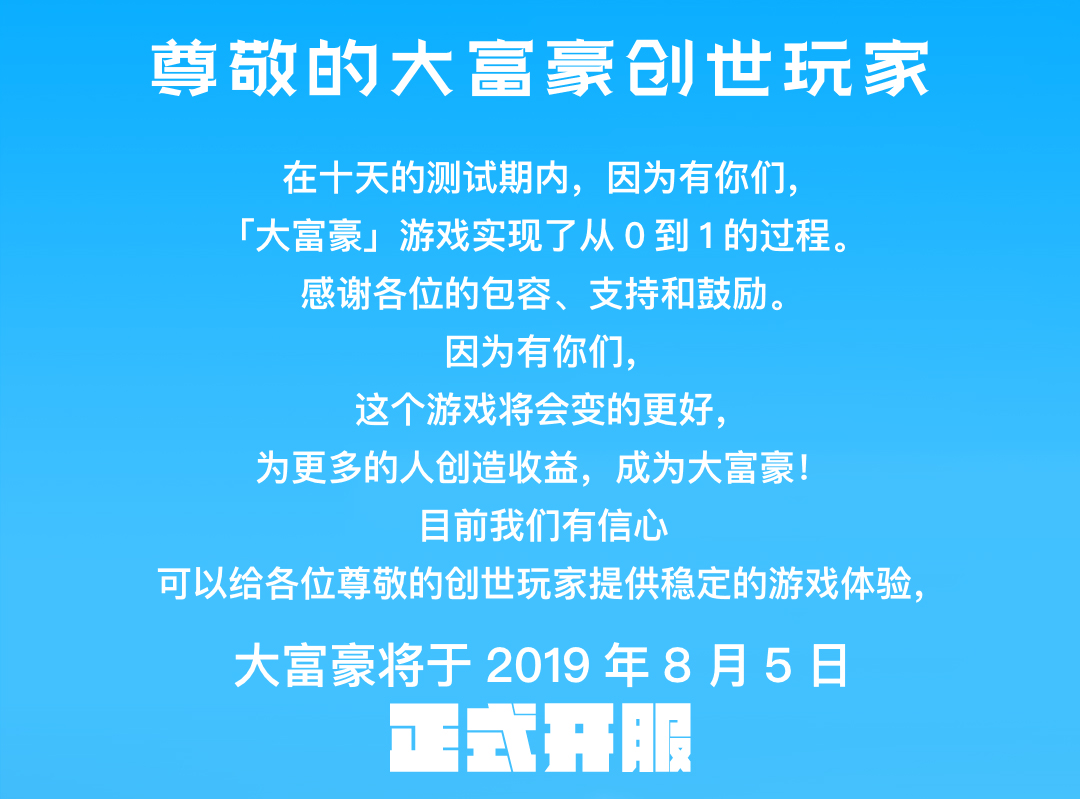 尊敬的大富豪创世玩家
在十天的测试期内，因为有你们，
「大富豪」游戏实现了从 0 到 1 的过程。
感谢各位的包容、支持和鼓励。
因为有你们，
这个游戏将会变的更好，
为更多的人创造收益，成为大富豪！
目前我们有信心
可以给各位尊敬的创世玩家提供稳定的游戏体验，
大富豪将于 2019 年 8 月 5 日
正式开服